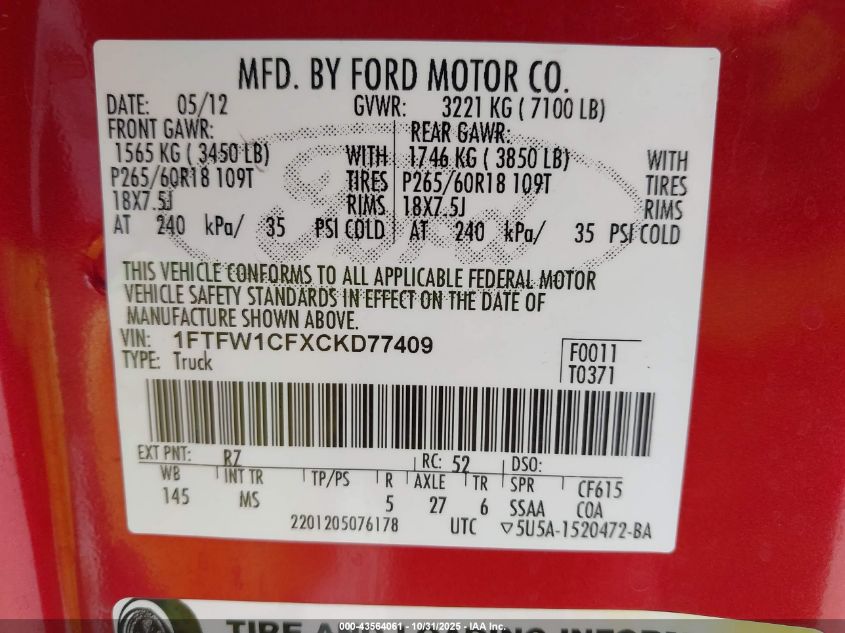 MFD. BY FORD MOTOR CO.
DATE: 05/12 GVWR: 3221 KG ( 7100 LB)
FRONT GAWR: REAR GAWR:
1565 KG ( 3450 LB) WITH 1746 KG ( 3850 LB) WITH
P265/60R18 109T TIRES P265/60R18 109T TIRES
18X7.5J RIMS 18X7.5J RIMS
AT 240 kPa/ 35 PSI COLD AT 240 kPa/ 35 PSI COLD
THIS VEHICLE CONFORMS TO ALL APPLICABLE FEDERAL MOTOR
VEHICLE SAFETY STANDARDS IN EFFECT ON THE DATE OF
MANUFACTURE SHOWN ABOVE.
VIN: 1FTFW1CFXCKD77409 F0011
TYPE: Truck T0371
EXT PNT: RZ RC: 52 DSO:
WB INT TR TP/PS R AXLE TR SPR CF615
145 MS 5 27 6 SSAA COA
2201205076178 UTC ▽5U5A-1520472-BA
000-43564061 - 10/31/2025 - IAA Inc.